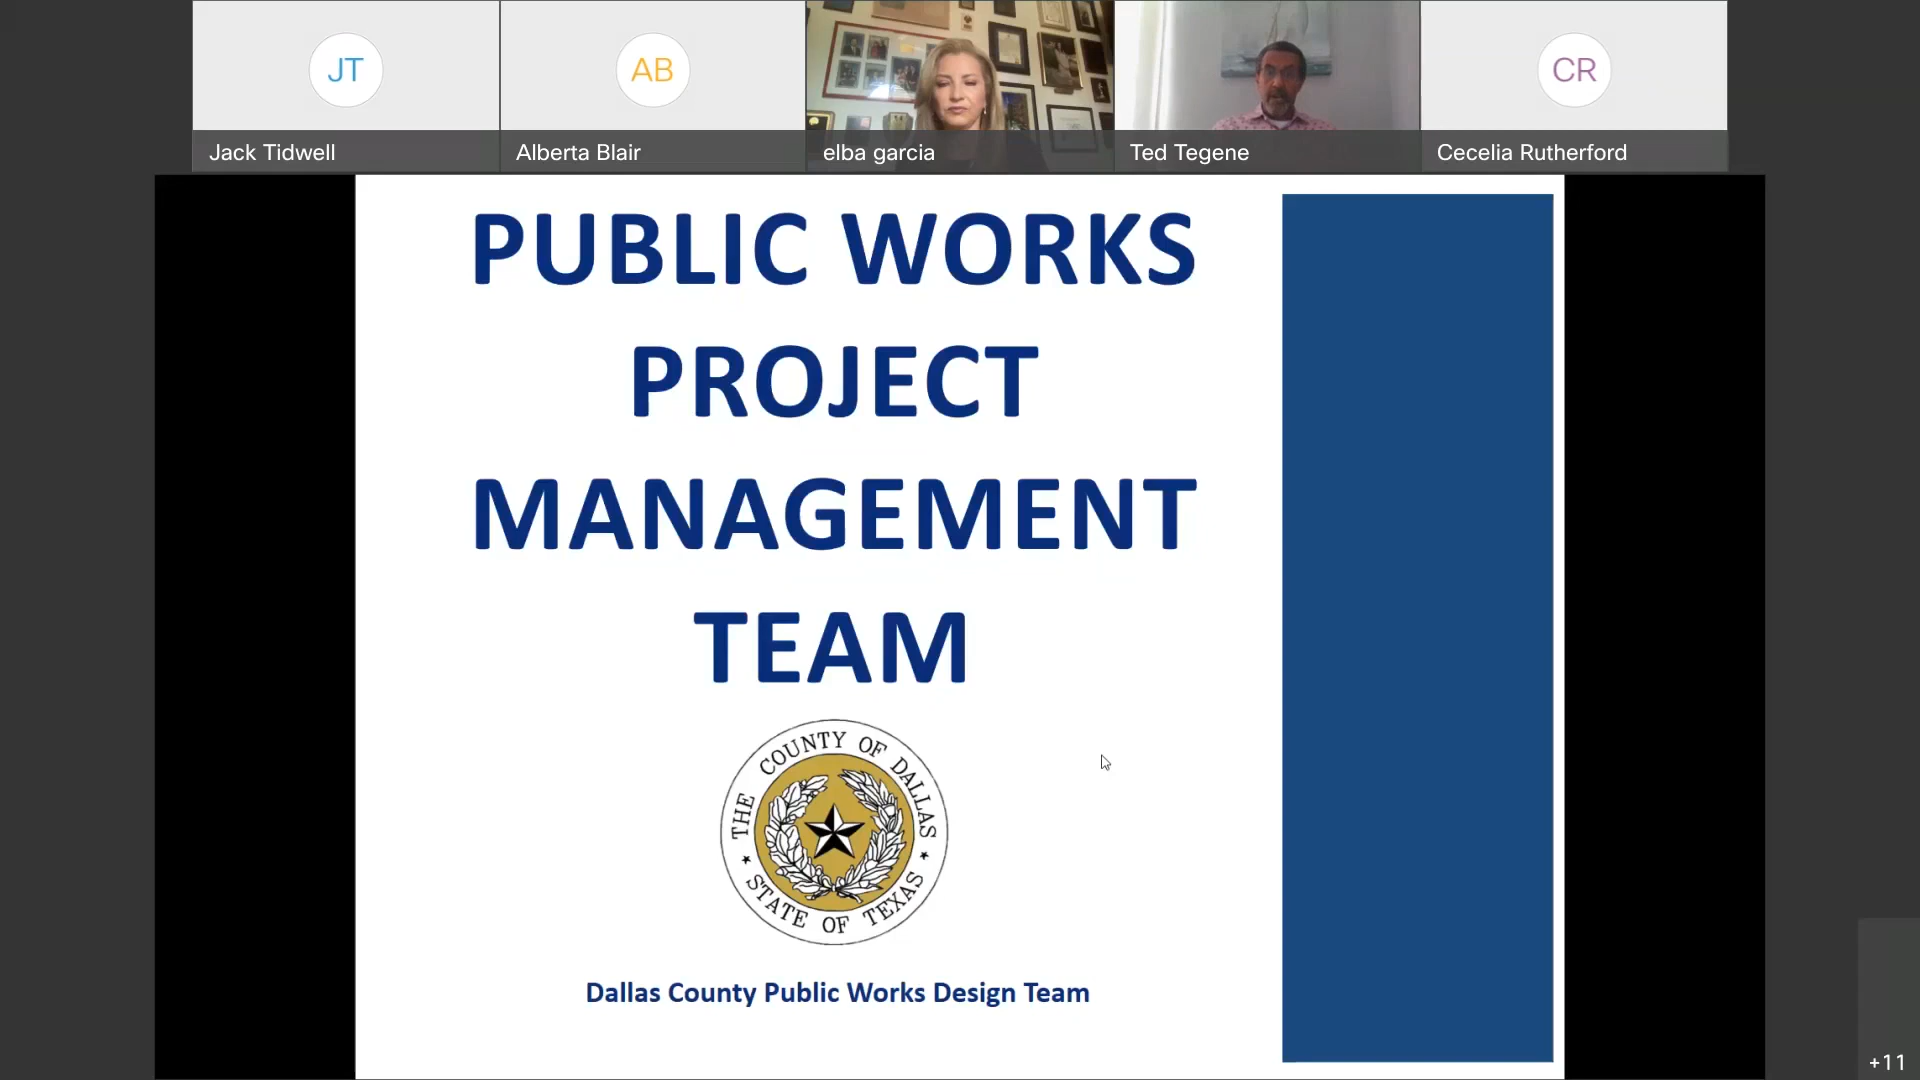 JT
AB
CR
Jack Tidwell
Alberta Blair
elba garcia
Ted Tegene
Cecelia Rutherford
PUBLIC WORKS
PROJECT
MANAGEMENT
TEAM
THE COUNTY OF DALLAS
STATE OF TEXAS
Dallas County Public Works Design Team
+11